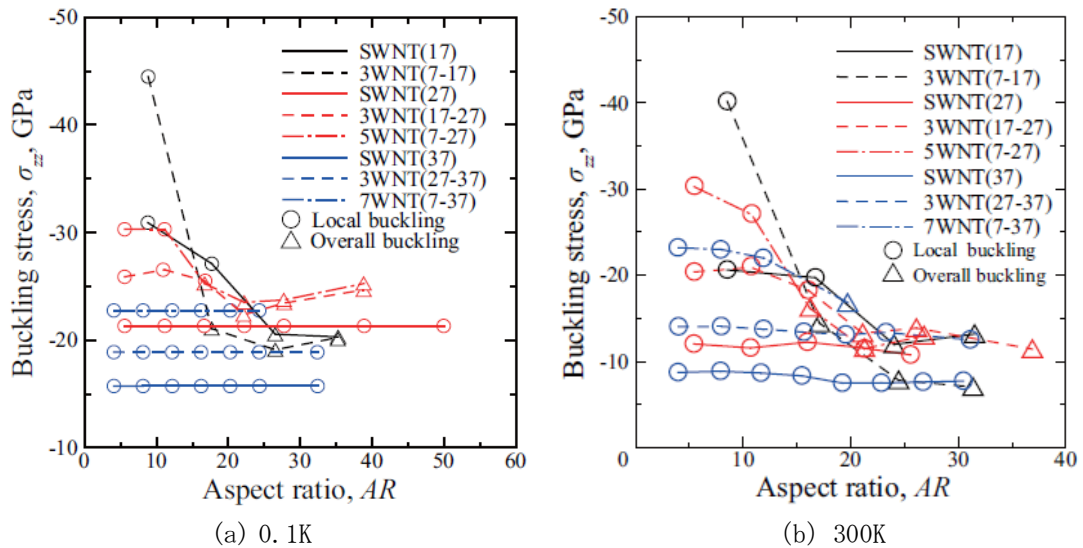 -50
-40
-30
-20
-10
0 10 20 30 40 50 60
Buckling stress, σzz, GPa
Aspect ratio, AR
SWNT(17)
3WNT(7-17)
SWNT(27)
3WNT(17-27)
5WNT(7-27)
SWNT(37)
3WNT(27-37)
7WNT(7-37)
Local buckling
Overall buckling
(a) 0.1K
-50
-40
-30
-20
-10
0 10 20 30 40
Buckling stress, σzz, GPa
Aspect ratio, AR
SWNT(17)
3WNT(7-17)
SWNT(27)
3WNT(17-27)
5WNT(7-27)
SWNT(37)
3WNT(27-37)
7WNT(7-37)
Local buckling
Overall buckling
(b) 300K